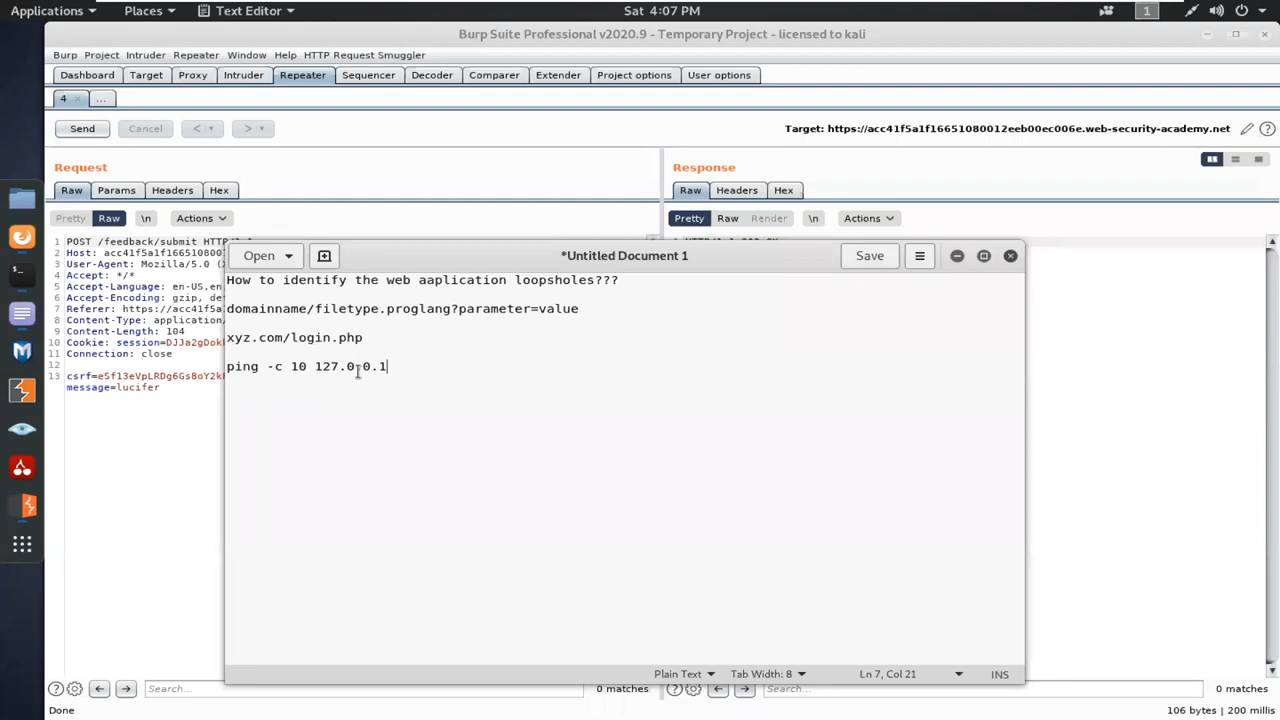 Applications Places Text Editor Sat 4:07 PM 1
Burp Suite Professional v2020.9 - Temporary Project - licensed to kali
Burp Project Intruder Repeater Window Help HTTP Request Smuggler
Dashboard Target Proxy Intruder Repeater Sequencer Decoder Comparer Extender Project options User options
4 × ...
Send Cancel < > Target: https://acc41f5a1f16651080012eeb00ec006e.web-security-academy.net
Request Response
Raw Params Headers Hex Raw Headers Hex
Pretty Raw \n Actions Pretty Raw Render \n Actions
1 POST /feedback/submit
2 Host: acc41f5a1f16651080
3 User-Agent: Mozilla/5.0
4 Accept: */*
5 Accept-Language: en-US,en
6 Accept-Encoding: gzip,
7 Referer: https://acc41f5a
8 Content-Type: application/
9 Content-Length: 104
10 Cookie: session=DJJa2gDok
11 Connection: close
12
13 csrf=eSf13eVpLRDg6Gs8oY2k
message=lucifer
Open *Untitled Document 1 Save
How to identify the web aaplication loopsholes???
domainname/filetype.proglang?parameter=value
xyz.com/login.php
ping -c 10 127.0.0.1
Plain Text Tab Width: 8 Ln 7, Col 21 INS
Search... 0 matches Search... 0 matches
Done 106 bytes | 200 millis